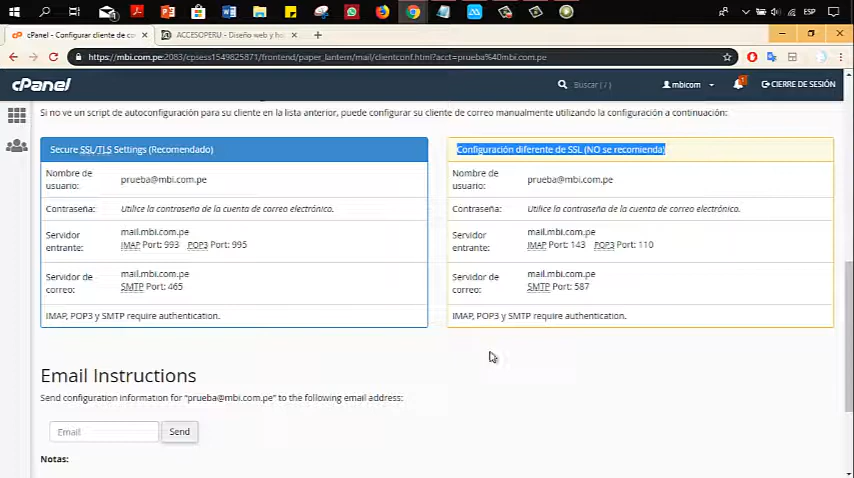 ESP
cPanel - Configurar cliente de co
ACCESOPERU - Diseño web y ho
https://mbi.com.pe:2083/cpsess1549825871/frontend/paper_lantern/mail/clientconf.html?acct=prueba%40mbi.com.pe
cPanel
Buscar ( / )
mbicom
1
CIERRE DE SESIÓN
Si no ve un script de autoconfiguración para su cliente en la lista anterior, puede configurar su cliente de correo manualmente utilizando la configuración a continuación:
Secure SSL/TLS Settings (Recomendado)
Nombre de
usuario:
prueba@mbi.com.pe
Contraseña:
Utilice la contraseña de la cuenta de correo electrónico.
Servidor
entrante:
mail.mbi.com.pe
IMAP Port: 993 POP3 Port: 995
Servidor de
correo:
mail.mbi.com.pe
SMTP Port: 465
IMAP, POP3 y SMTP require authentication.
Configuración diferente de SSL (NO se recomienda)
Nombre de
usuario:
prueba@mbi.com.pe
Contraseña:
Utilice la contraseña de la cuenta de correo electrónico.
Servidor
entrante:
mail.mbi.com.pe
IMAP Port: 143 POP3 Port: 110
Servidor de
correo:
mail.mbi.com.pe
SMTP Port: 587
IMAP, POP3 y SMTP require authentication.
Email Instructions
Send configuration information for “prueba@mbi.com.pe” to the following email address:
Email
Send
Notas: